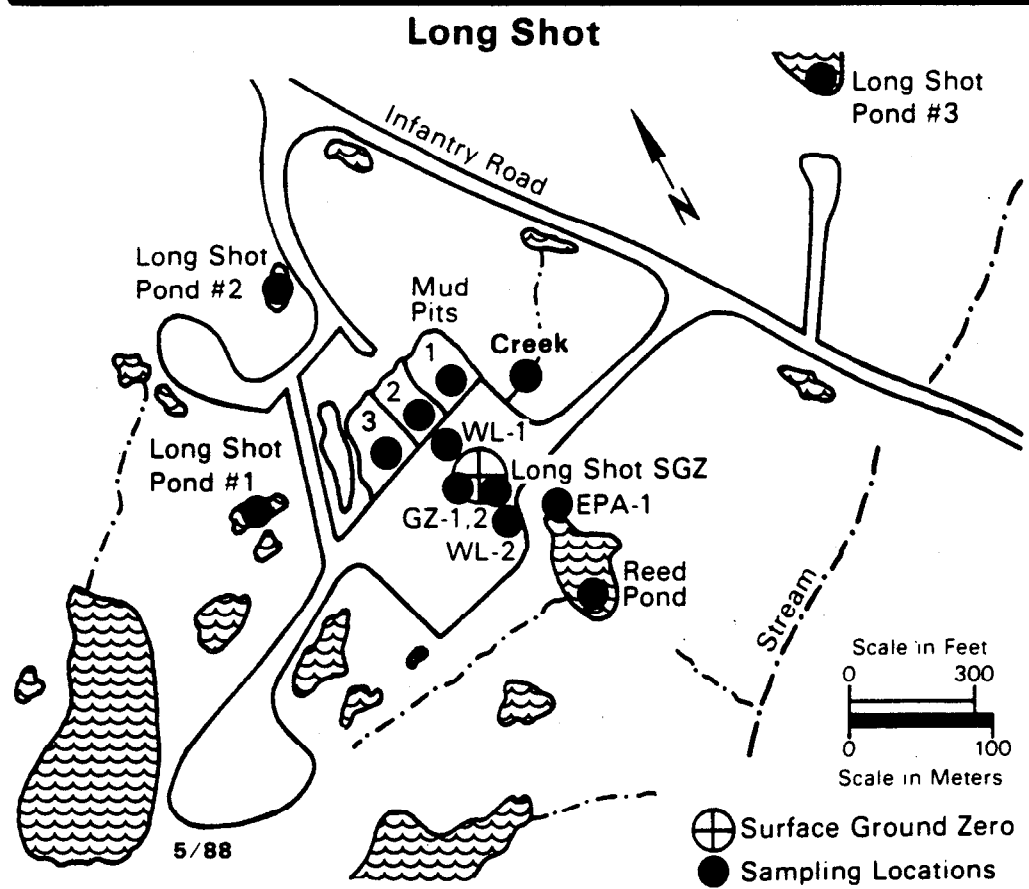 Long Shot
Long Shot
Pond #3
Infantry Road
N
Long Shot
Pond #2
Mud
Pits
1
Creek
2
3
WL-1
Long Shot
Pond #1
Long Shot SGZ
EPA-1
GZ-1,2
WL-2
Reed
Pond
Stream
Scale in Feet
0 300
0 100
Scale in Meters
5/88
Surface Ground Zero
Sampling Locations